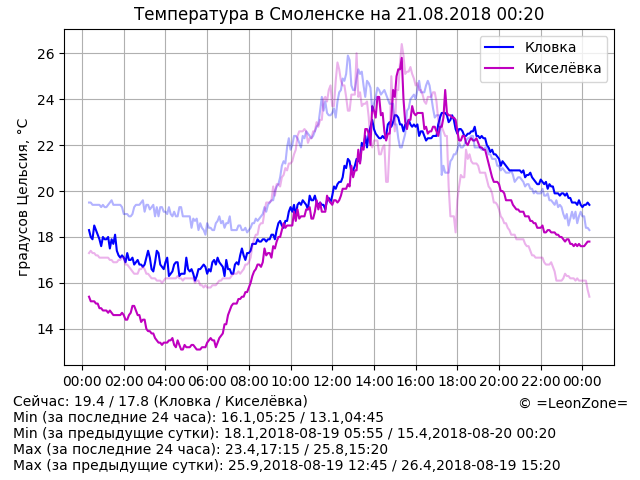 Температура в Смоленске на 21.08.2018 00:20
Кловка
Киселёвка
градусов Цельсия, °C
26
24
22
20
18
16
14
00:00 02:00 04:00 06:00 08:00 10:00 12:00 14:00 16:00 18:00 20:00 22:00 00:00
Сейчас: 19.4 / 17.8 (Кловка / Киселёвка)
© =LeonZone=
Min (за последние 24 часа): 16.1,05:25 / 13.1,04:45
Min (за предыдущие сутки): 18.1,2018-08-19 05:55 / 15.4,2018-08-20 00:20
Max (за последние 24 часа): 23.4,17:15 / 25.8,15:20
Max (за предыдущие сутки): 25.9,2018-08-19 12:45 / 26.4,2018-08-19 15:20